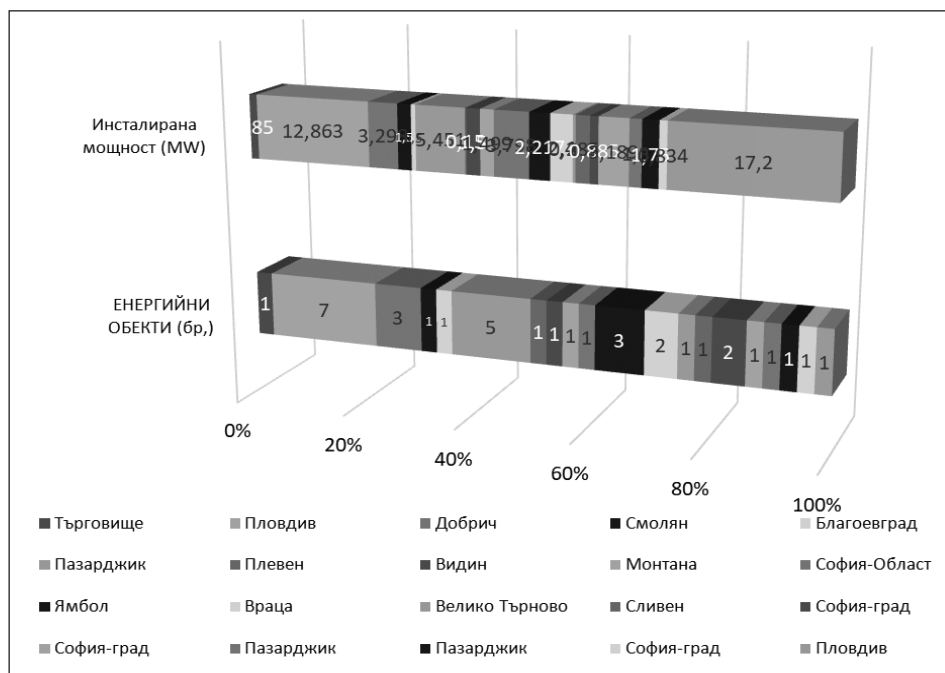 Инсталирана
мощност (MW)
12,863
17,2
ЕНЕРГИЙНИ
ОБЕКТИ (бр,)
1 7 3 1 1 5 1 1 1 1 3 2 1 1 2 1 1 1 1 1
0% 20% 40% 60% 80% 100%
Търговище Пловдив Добрич Смолян Благоевград
Пазарджик Плевен Видин Монтана София-Област
Ямбол Враца Велико Търново Сливен София-град
София-град Пазарджик Пазарджик София-град Пловдив